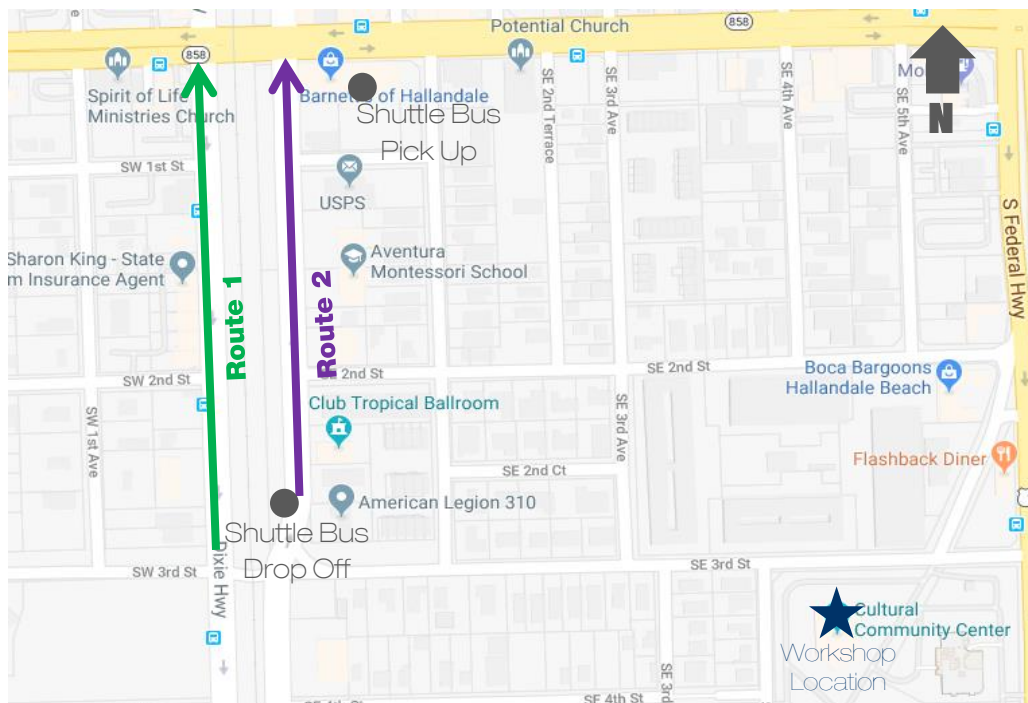 Potential Church
858
858
Spirit of Life
Ministries Church
Barnetts of Hallandale
Shuttle Bus
Pick Up
SE 2nd Terrace
SE 3rd Ave
SE 4th Ave
SE 5th Ave
N
SW 1st St
USPS
S Federal Hwy
Sharon King - State
m Insurance Agent
Aventura
Montessori School
Route 1
Route 2
SW 2nd St
SE 2nd St
SE 2nd St
Boca Bargoons
Hallandale Beach
SW 1st Ave
Club Tropical Ballroom
SE 3rd Ave
SE 2nd Ct
Flashback Diner
American Legion 310
Shuttle Bus
Drop Off
Dixie Hwy
SW 3rd St
SE 3rd St
Cultural
Community Center
Workshop
Location
SE 3rd
SE 4th St